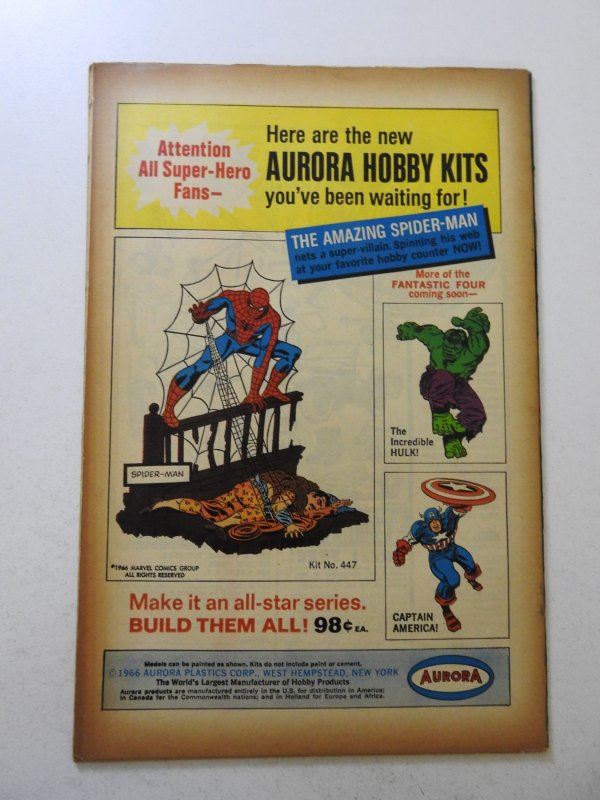 Attention
All Super-Hero
Fans—
Here are the new
AURORA HOBBY KITS
you've been waiting for!
THE AMAZING SPIDER-MAN
nets a super-villain. Spinning his web
at your favorite hobby counter NOW!
More of the
FANTASTIC FOUR
coming soon—
The
Incredible
HULK!
SPIDER-MAN
©1966 MARVEL COMICS GROUP
ALL RIGHTS RESERVED
Kit No. 447
CAPTAIN
AMERICA!
Make it an all-star series.
BUILD THEM ALL! 98¢ EA.
Models can be painted as shown. Kits do not include paint or cement.
©1966 AURORA PLASTICS CORP., WEST HEMPSTEAD, NEW YORK
The World's Largest Manufacturer of Hobby Products
Aurora products are manufactured entirely in the U.S. for distribution in America;
in Canada for the Commonwealth nations; and in Holland for Europe and Africa.
AURORA